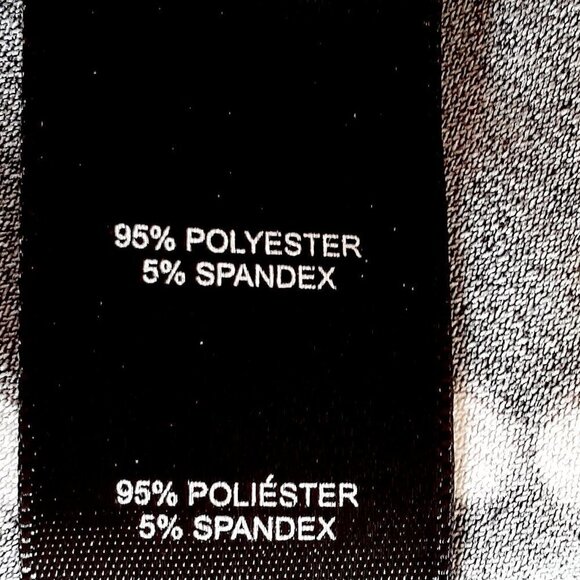 95% POLYESTER
5% SPANDEX
95% POLIÉSTER
5% SPANDEX